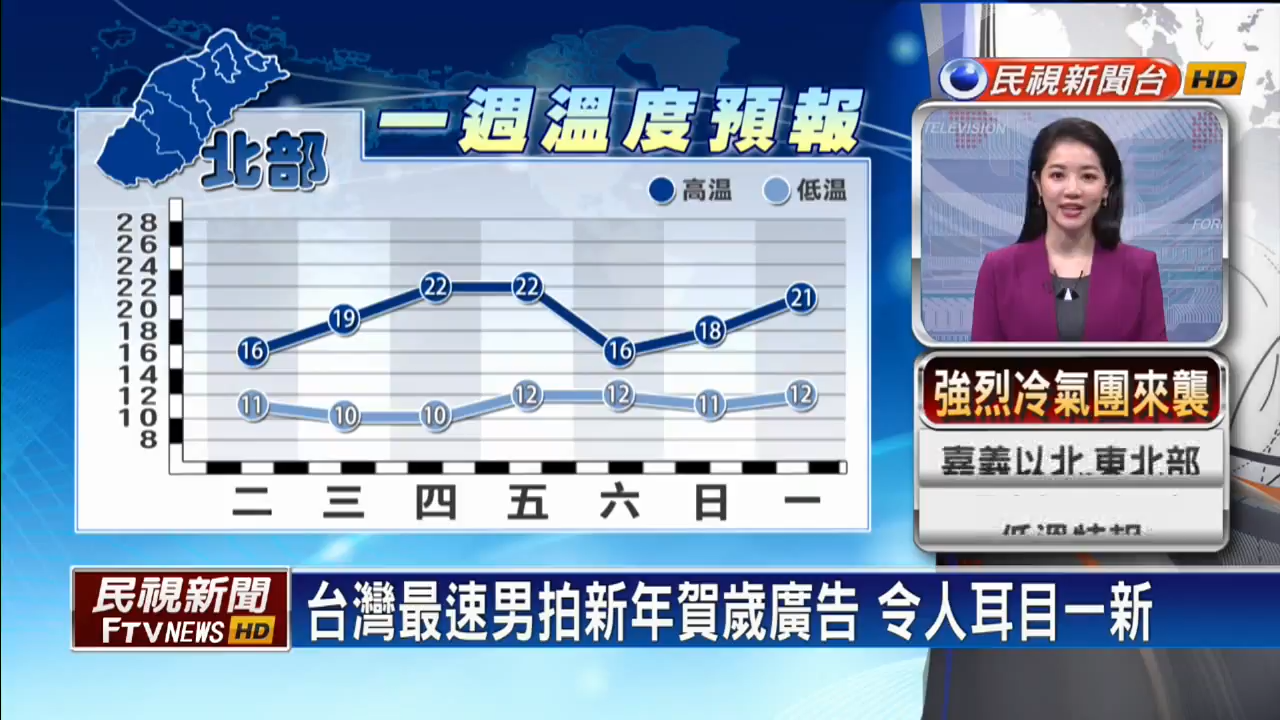 民視新聞台 HD
一週溫度預報
北部
TELEVISION
FOR
高溫 低溫
28
26
24
22
20
18
16
14
12
10
8
16 19 22 22 16 18 21
11 10 10 12 12 11 12
二 三 四 五 六 日 一
強烈冷氣團來襲
嘉義以北 東北部
民視新聞
FTVNEWS HD
台灣最速男拍新年賀歲廣告 令人耳目一新